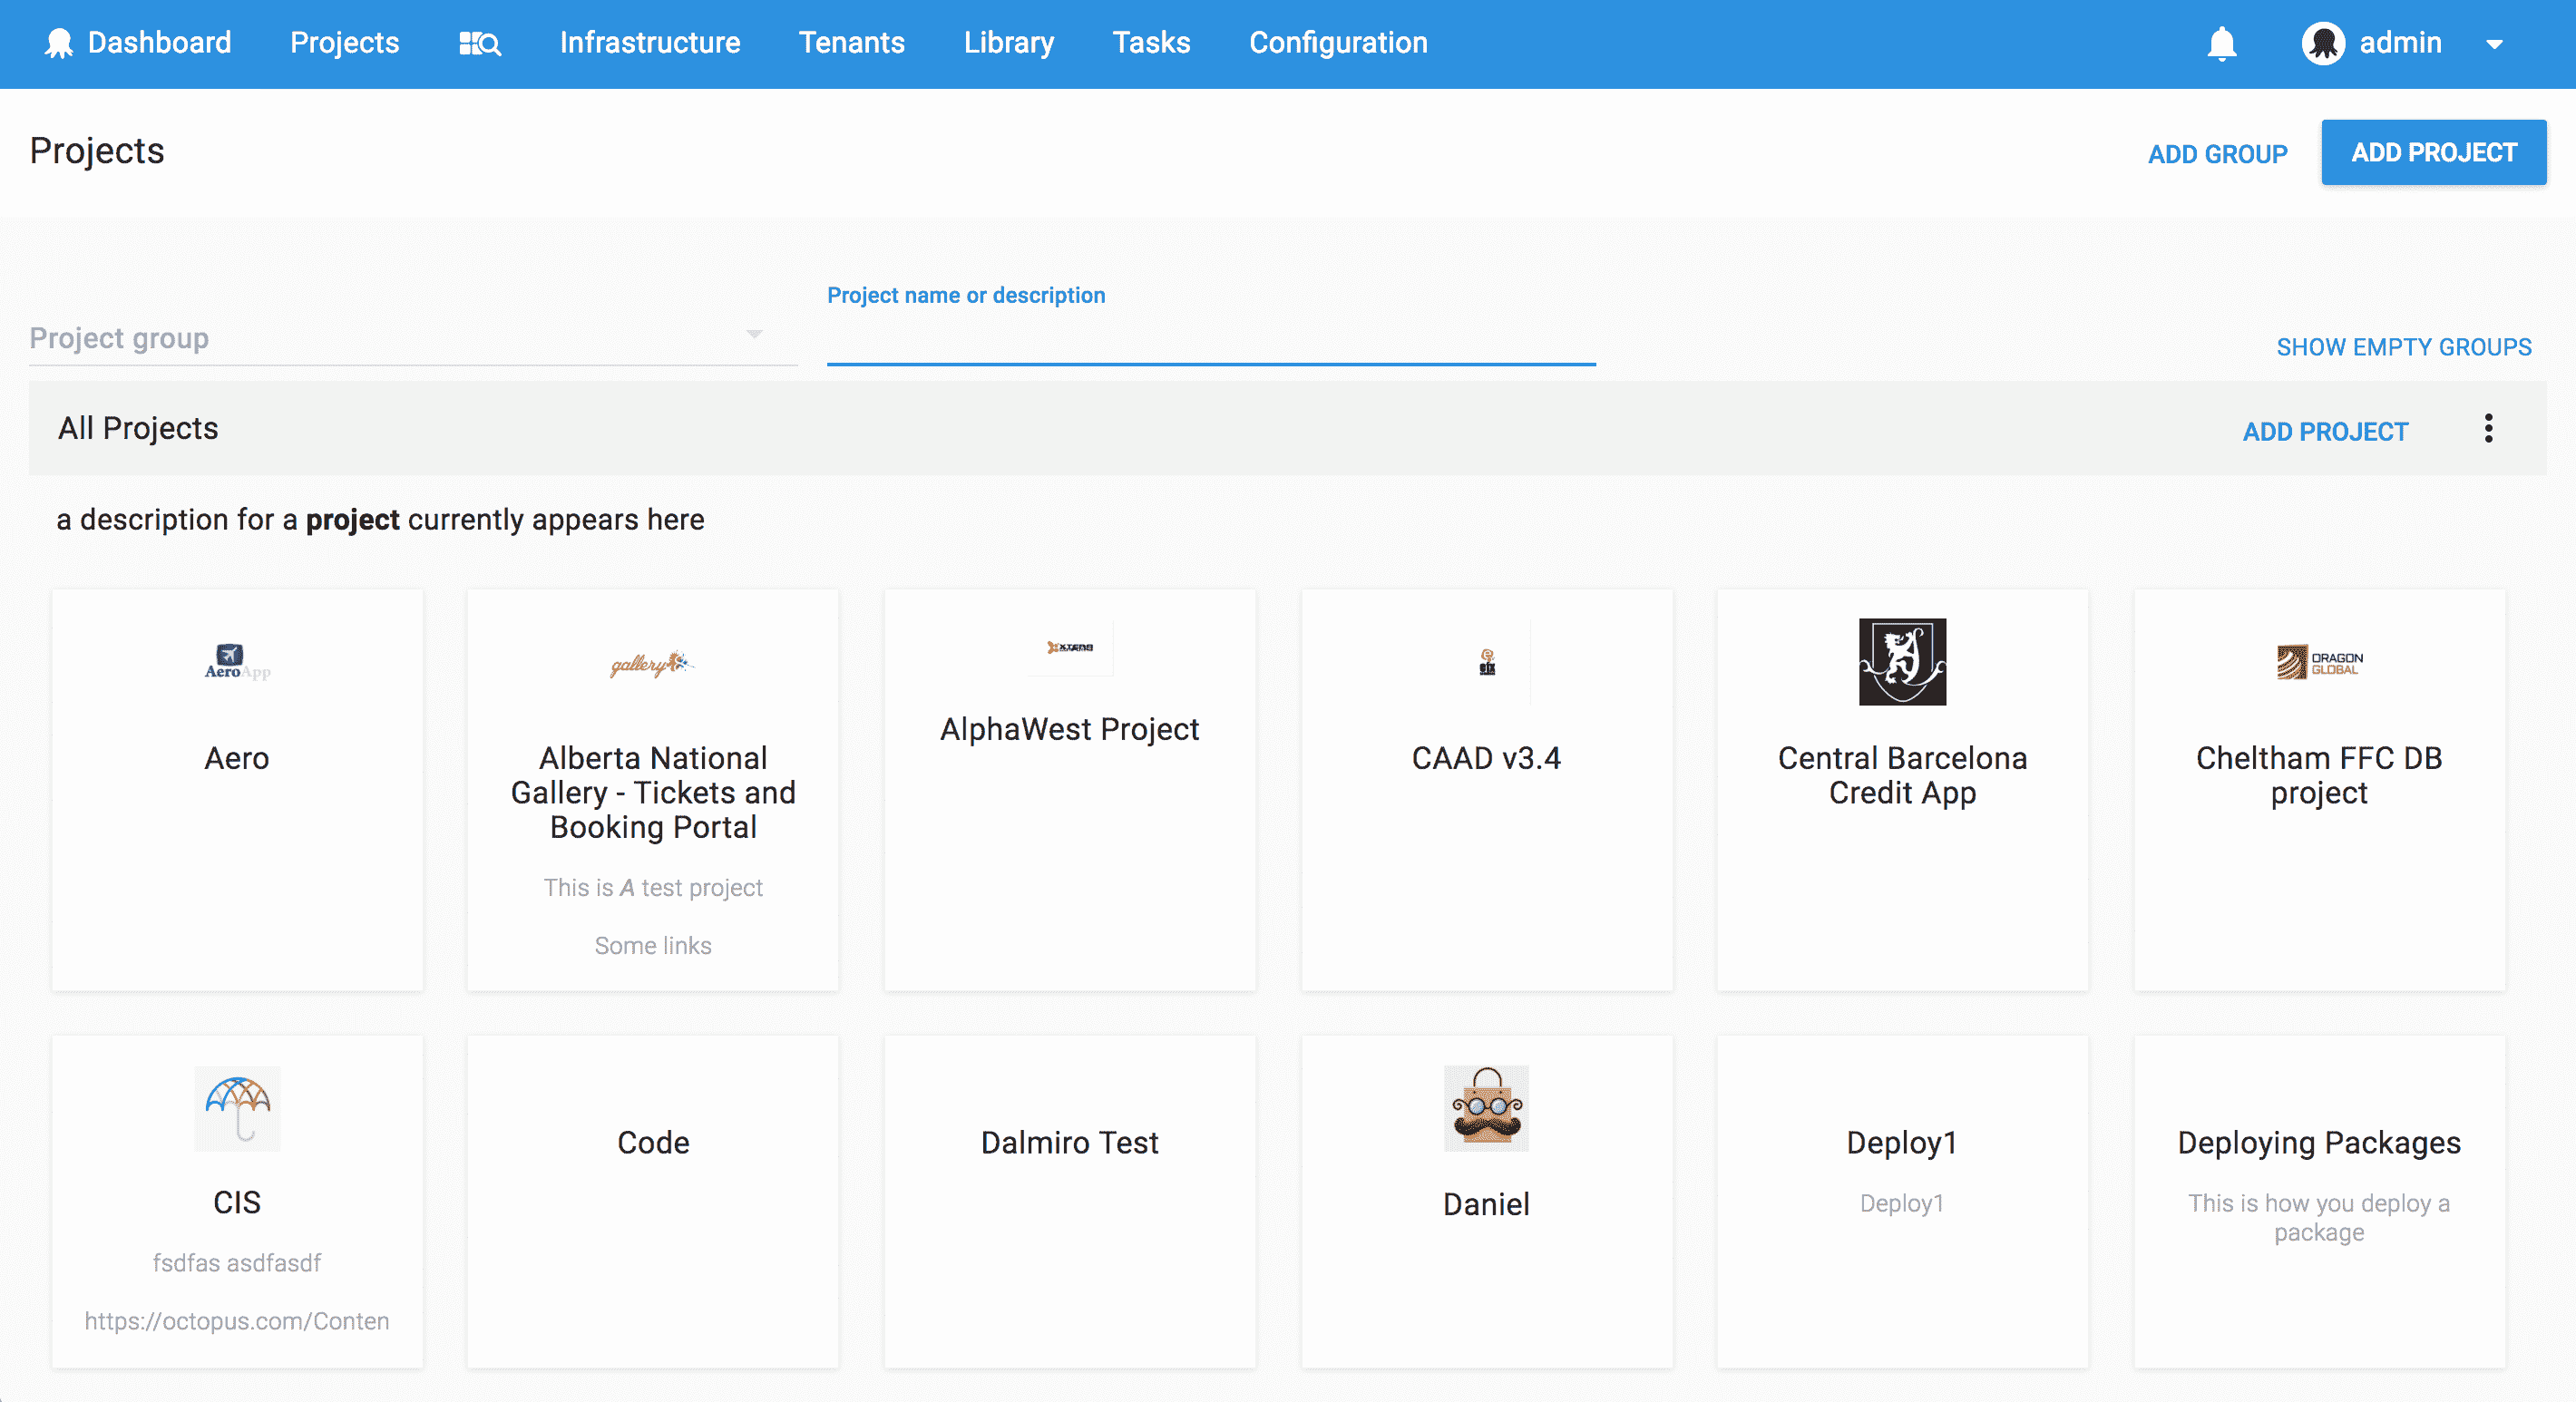 Dashboard Projects Infrastructure Tenants Library Tasks Configuration admin
Projects ADD GROUP ADD PROJECT
Project name or description
Project group
SHOW EMPTY GROUPS
All Projects ADD PROJECT
a description for a project currently appears here
AeroApp
Aero
gallery
Alberta National
Gallery - Tickets and
Booking Portal
This is A test project
Some links
AlphaWest Project
CAAD v3.4
Central Barcelona
Credit App
DRAGON
GLOBAL
Cheltham FFC DB
project
CIS
fsdfas asdfasdf
https://octopus.com/Conten
Code
Dalmiro Test
Daniel
Deploy1
Deploy1
Deploying Packages
This is how you deploy a
package